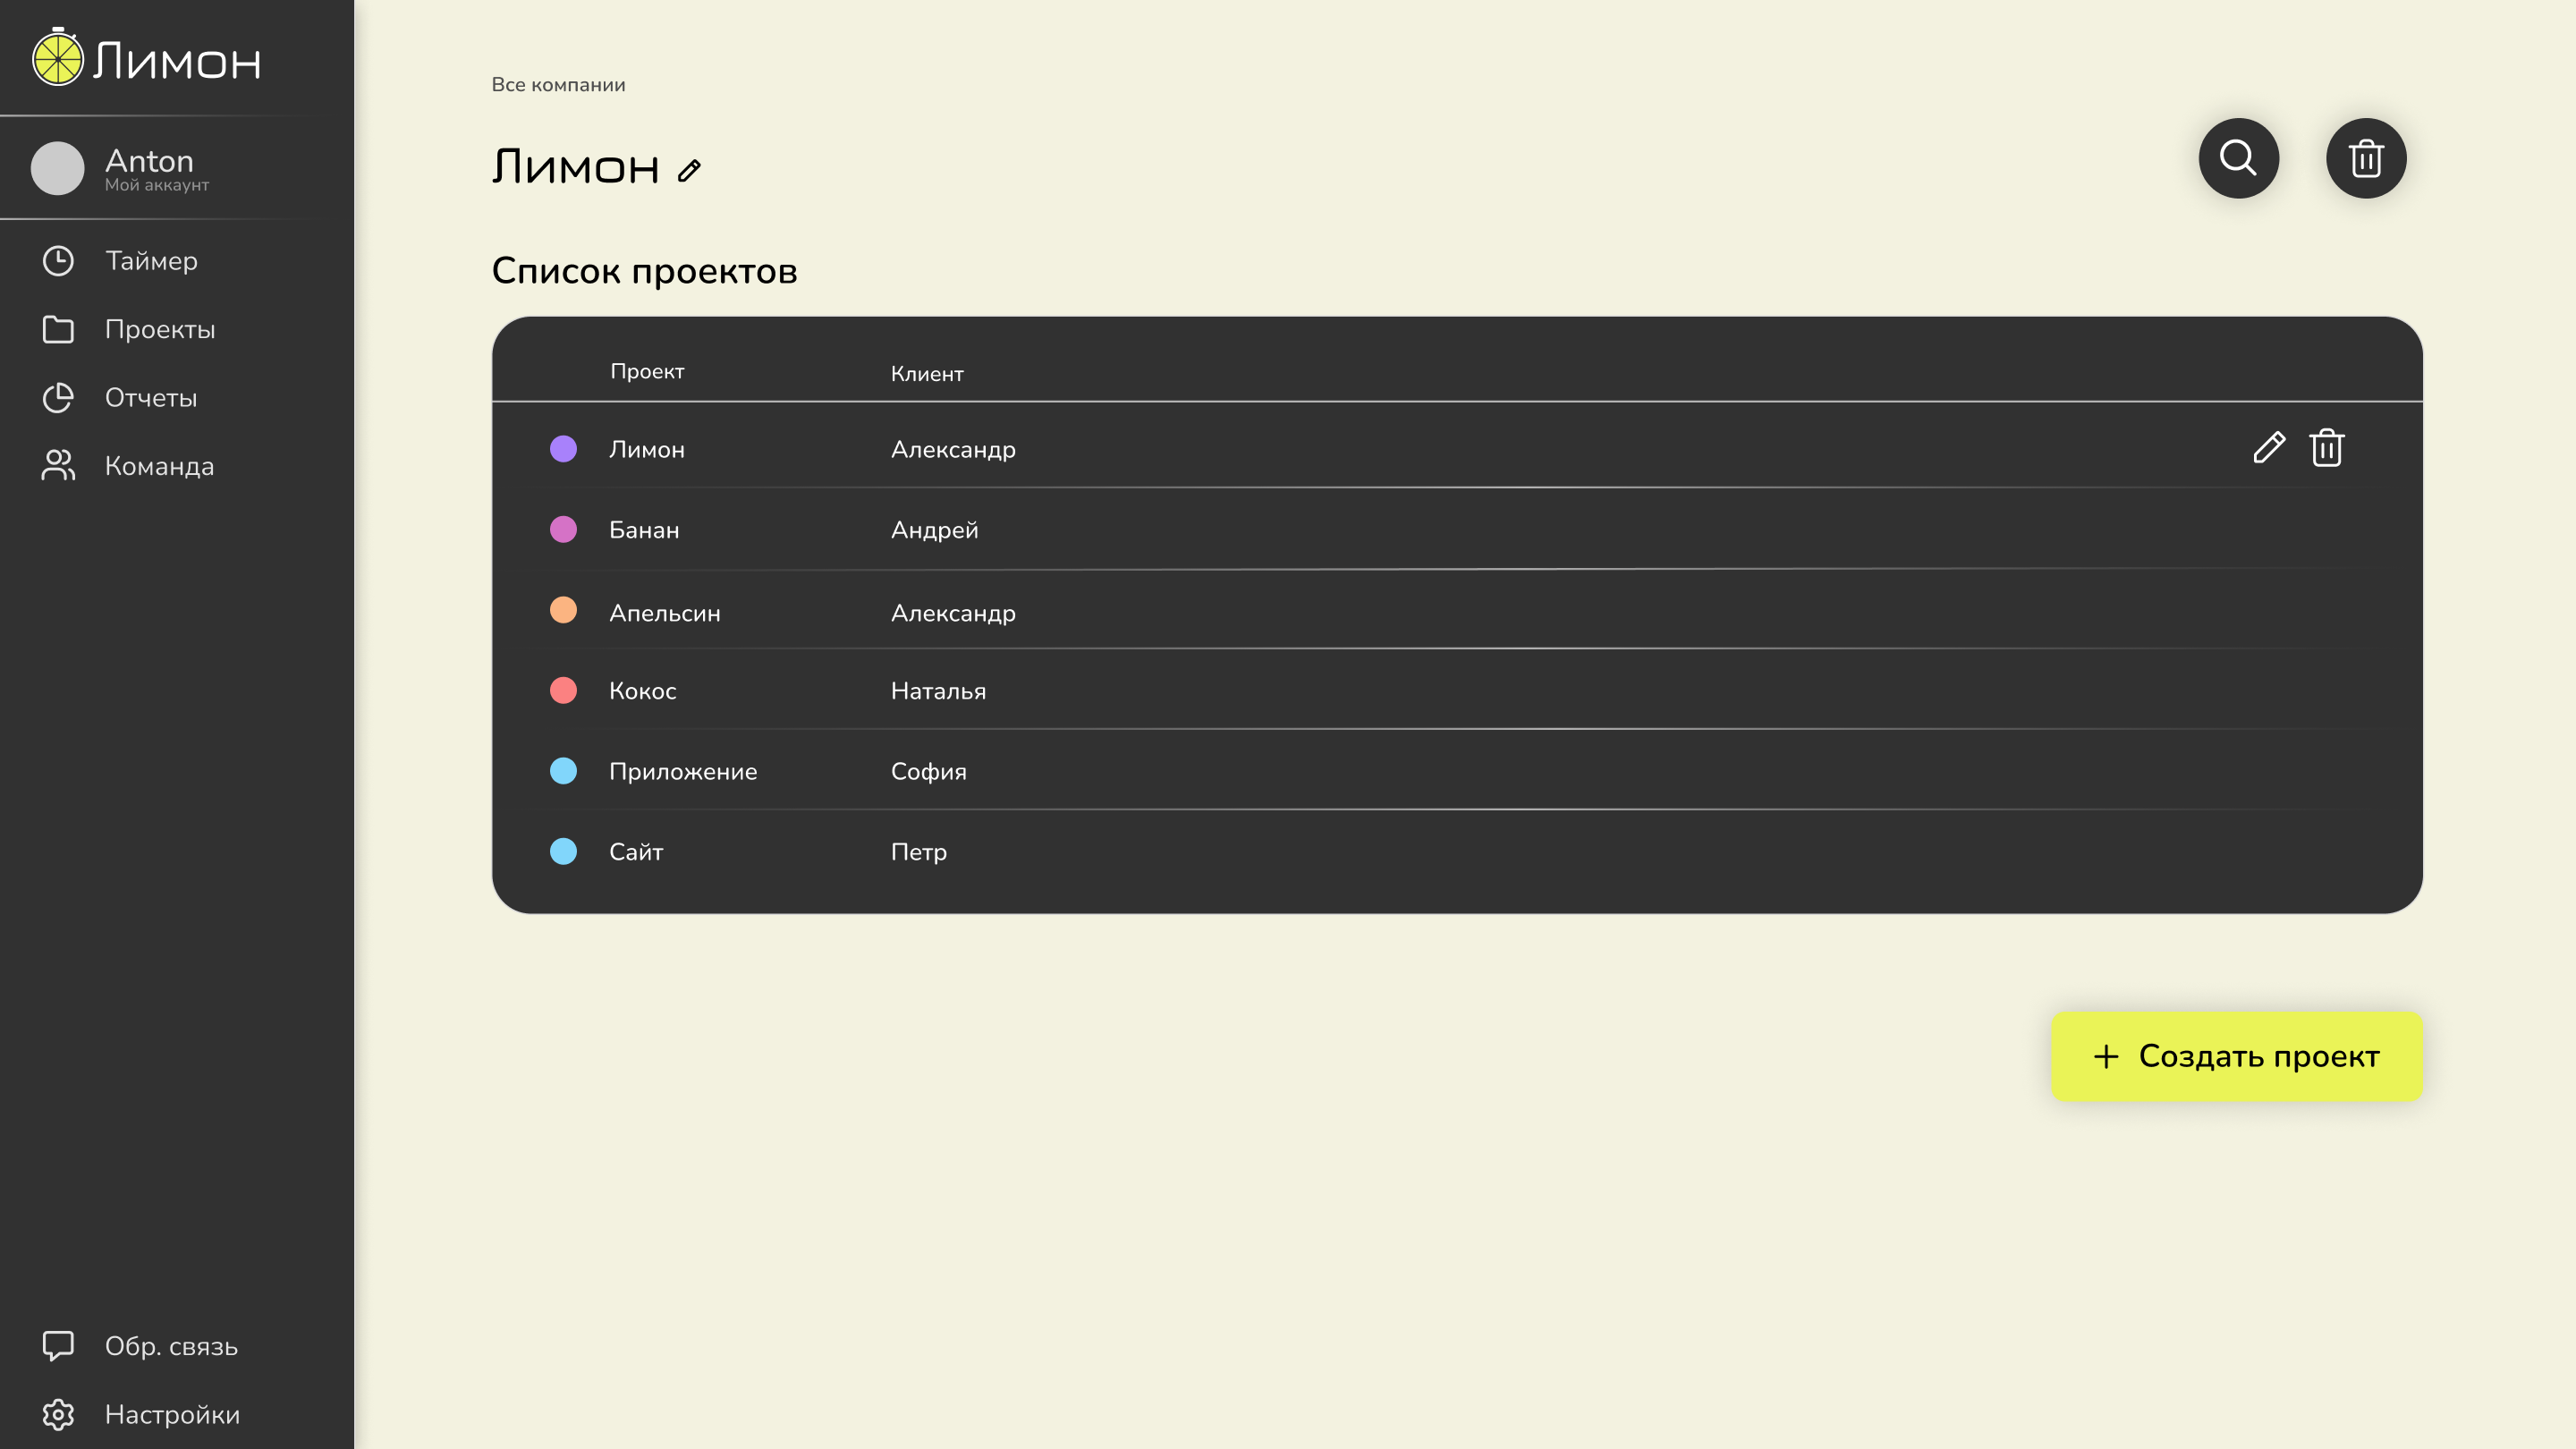 Лимон
Anton
Мой аккаунт
Таймер
Проекты
Отчеты
Команда
Обр. связь
Настройки
Все компании
Лимон
Список проектов
Проект Клиент
Лимон Александр
Банан Андрей
Апельсин Александр
Кокос Наталья
Приложение София
Сайт Петр
+ Создать проект